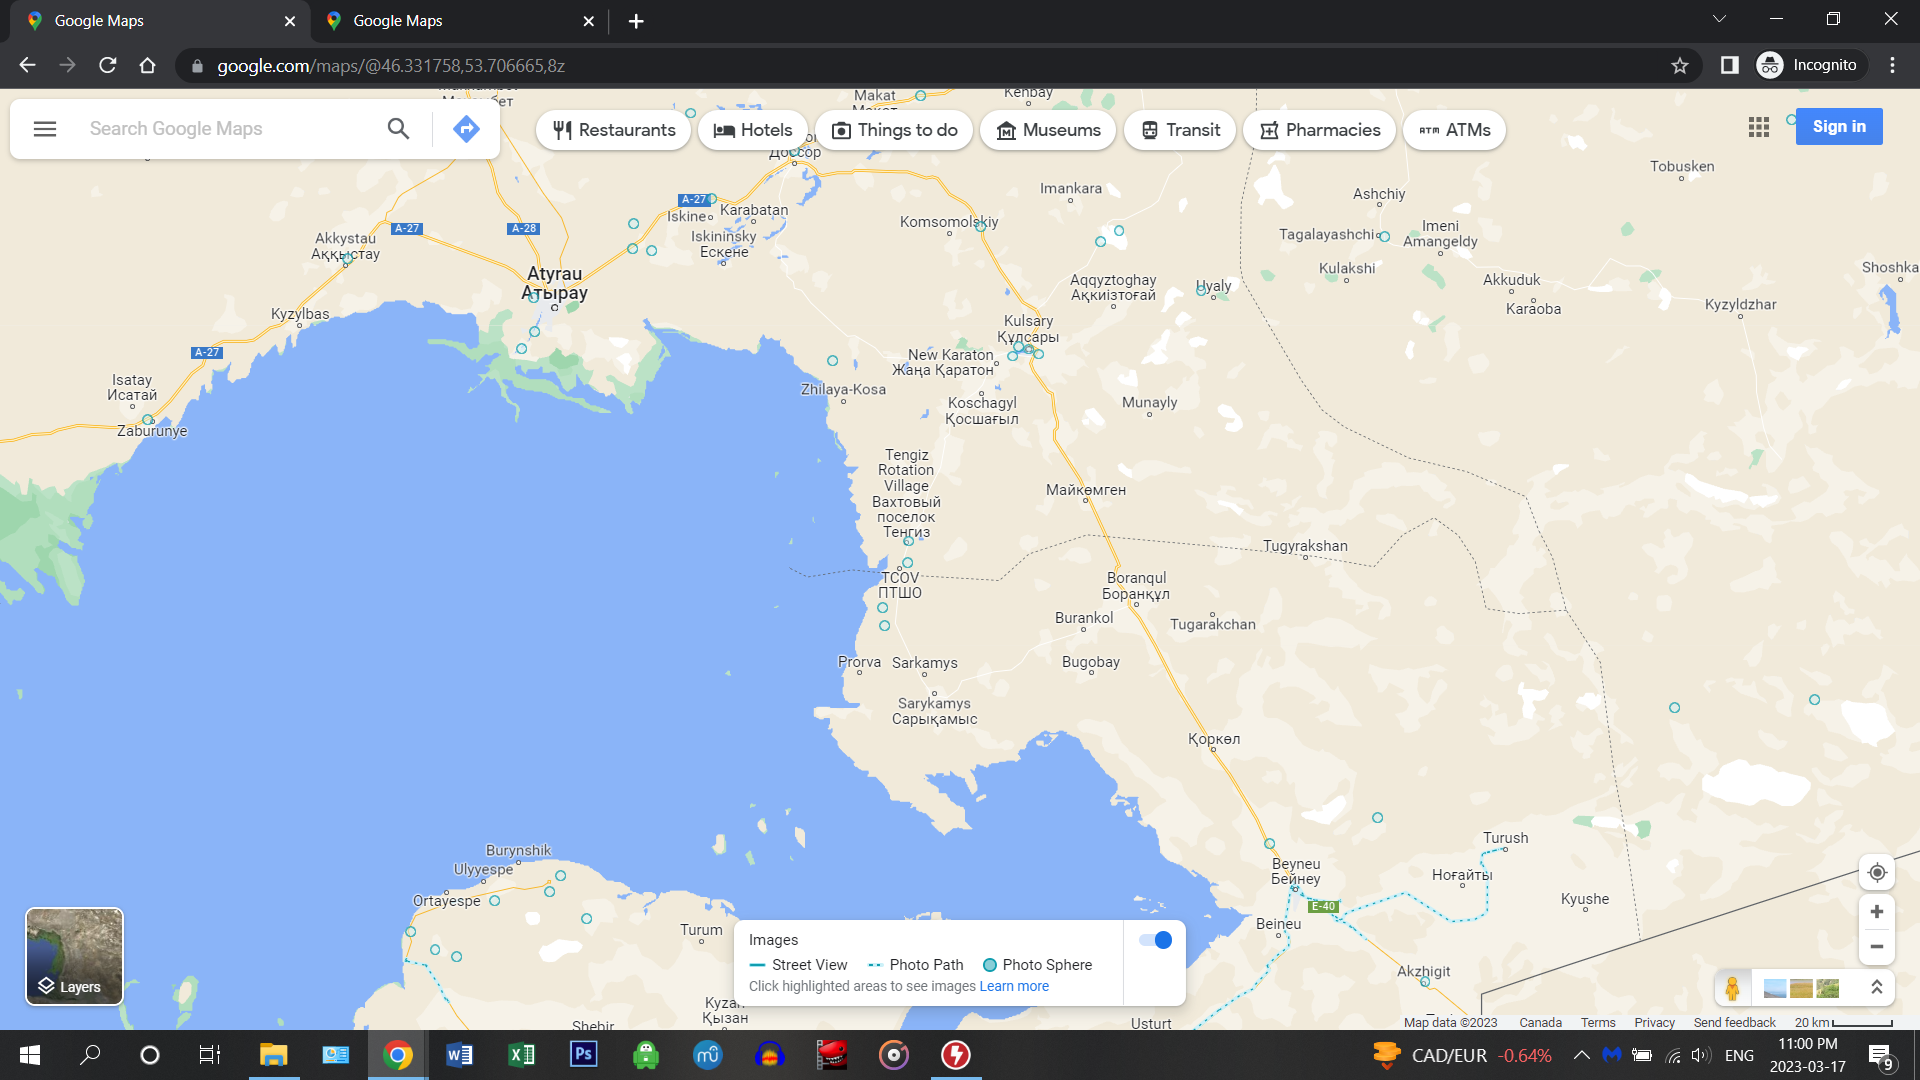 Google Maps
Google Maps
google.com/maps/@46.331758,53.706665,8z
Incognito
Search Google Maps
Restaurants
Hotels
Things to do
Museums
Transit
Pharmacies
ATM ATMs
Sign in
Makat
Kenbay
Доссор
Tobusken
Imankara
Ashchiy
A-27
Iskine
Karabatan
Komsomolskiy
A-27
A-28
Akkystau
Аққыстау
Iskininsky
Ескене
Tagalayashchi
Imeni
Amangeldy
Kulakshi
Shoshka
Atyrau
Атырау
Aqqyztoghay
Ақкиізтоғай
Uyaly
Akkuduk
Karaoba
Kyzyldzhar
Kyzylbas
Kulsary
Құлсары
A-27
New Karaton
Жаңа Қаратон
Isatay
Исатай
Zhilaya-Kosa
Koschagyl
Қосшағыл
Munayly
Zaburunye
Tengiz
Rotation
Village
Вахтовый
поселок
Тенгиз
Майкөмген
Tugyrakshan
TCOV
ПТШО
Boranqul
Боранқұл
Burankol
Tugarakchan
Prorva
Sarkamys
Bugobay
Sarykamys
Сарықамыс
Қоркөл
Turush
Burynshik
Ulyyespe
Ortayespe
Beyneu
Бейнеу
Ноғайты
Kyushe
E-40
Beineu
Turum
Akzhigit
Kyzan
Қызан
Shebir
Usturt
Layers
Images
Street View
Photo Path
Photo Sphere
Click highlighted areas to see images Learn more
Map data ©2023
Canada
Terms
Privacy
Send feedback
20 km
W
X
Ps
mü
CAD/EUR -0.64%
ENG
11:00 PM
2023-03-17
9